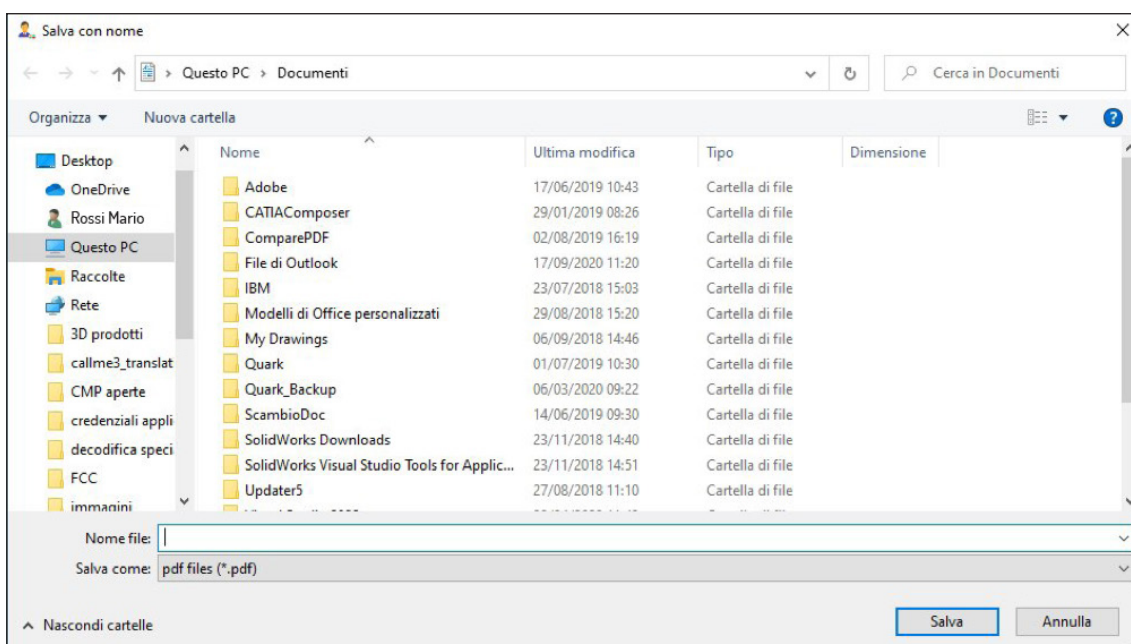 Salva con nome
Questo PC > Documenti
Cerca in Documenti
Organizza
Nuova cartella
Desktop
OneDrive
Rossi Mario
Questo PC
Raccolte
Rete
3D prodotti
callme3_translat
CMP aperte
credenziali appli
decodifica speci
FCC
immagini
Nome Ultima modifica Tipo Dimensione
Adobe 17/06/2019 10:43 Cartella di file
CATIAComposer 29/01/2019 08:26 Cartella di file
ComparePDF 02/08/2019 16:19 Cartella di file
File di Outlook 17/09/2020 11:20 Cartella di file
IBM 23/07/2018 15:03 Cartella di file
Modelli di Office personalizzati 29/08/2018 15:20 Cartella di file
My Drawings 06/09/2018 14:46 Cartella di file
Quark 01/07/2019 10:30 Cartella di file
Quark_Backup 06/03/2020 09:22 Cartella di file
ScambioDoc 14/06/2019 09:30 Cartella di file
SolidWorks Downloads 23/11/2018 14:40 Cartella di file
SolidWorks Visual Studio Tools for Applic... 23/11/2018 14:51 Cartella di file
Updater5 27/08/2018 11:10 Cartella di file
Nome file:
Salva come: pdf files (*.pdf)
Nascondi cartelle
Salva
Annulla